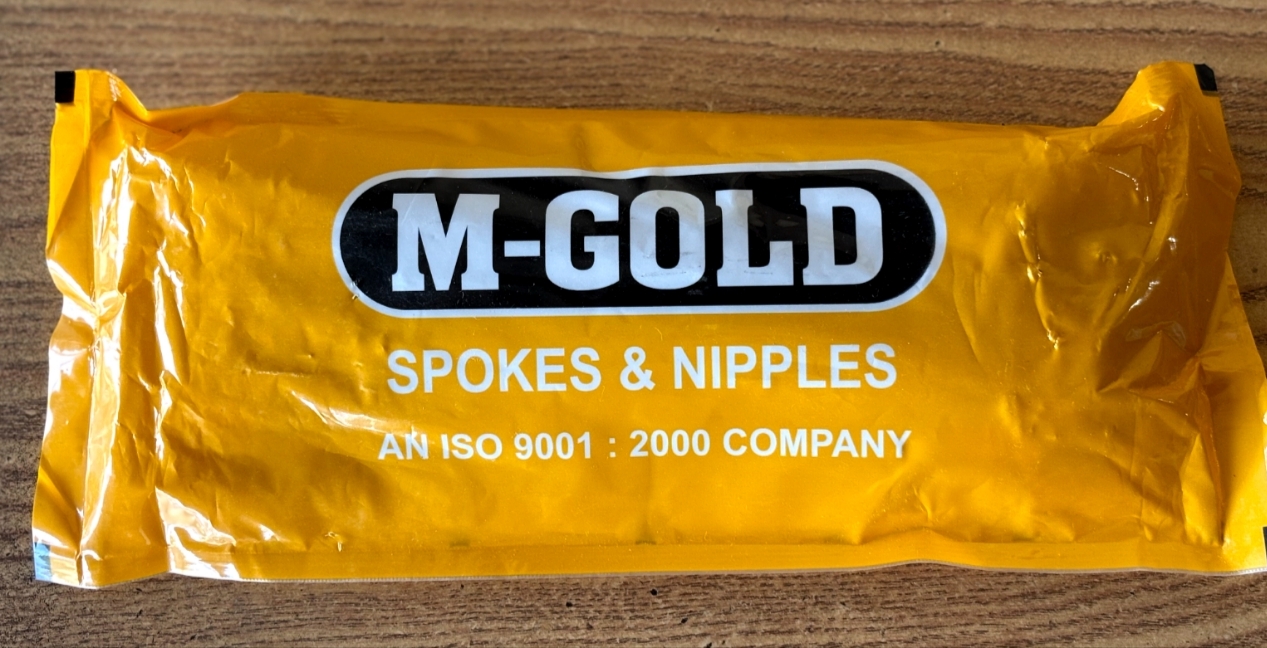 M-GOLD
SPOKES & NIPPLES
AN ISO 9001 : 2000 COMPANY